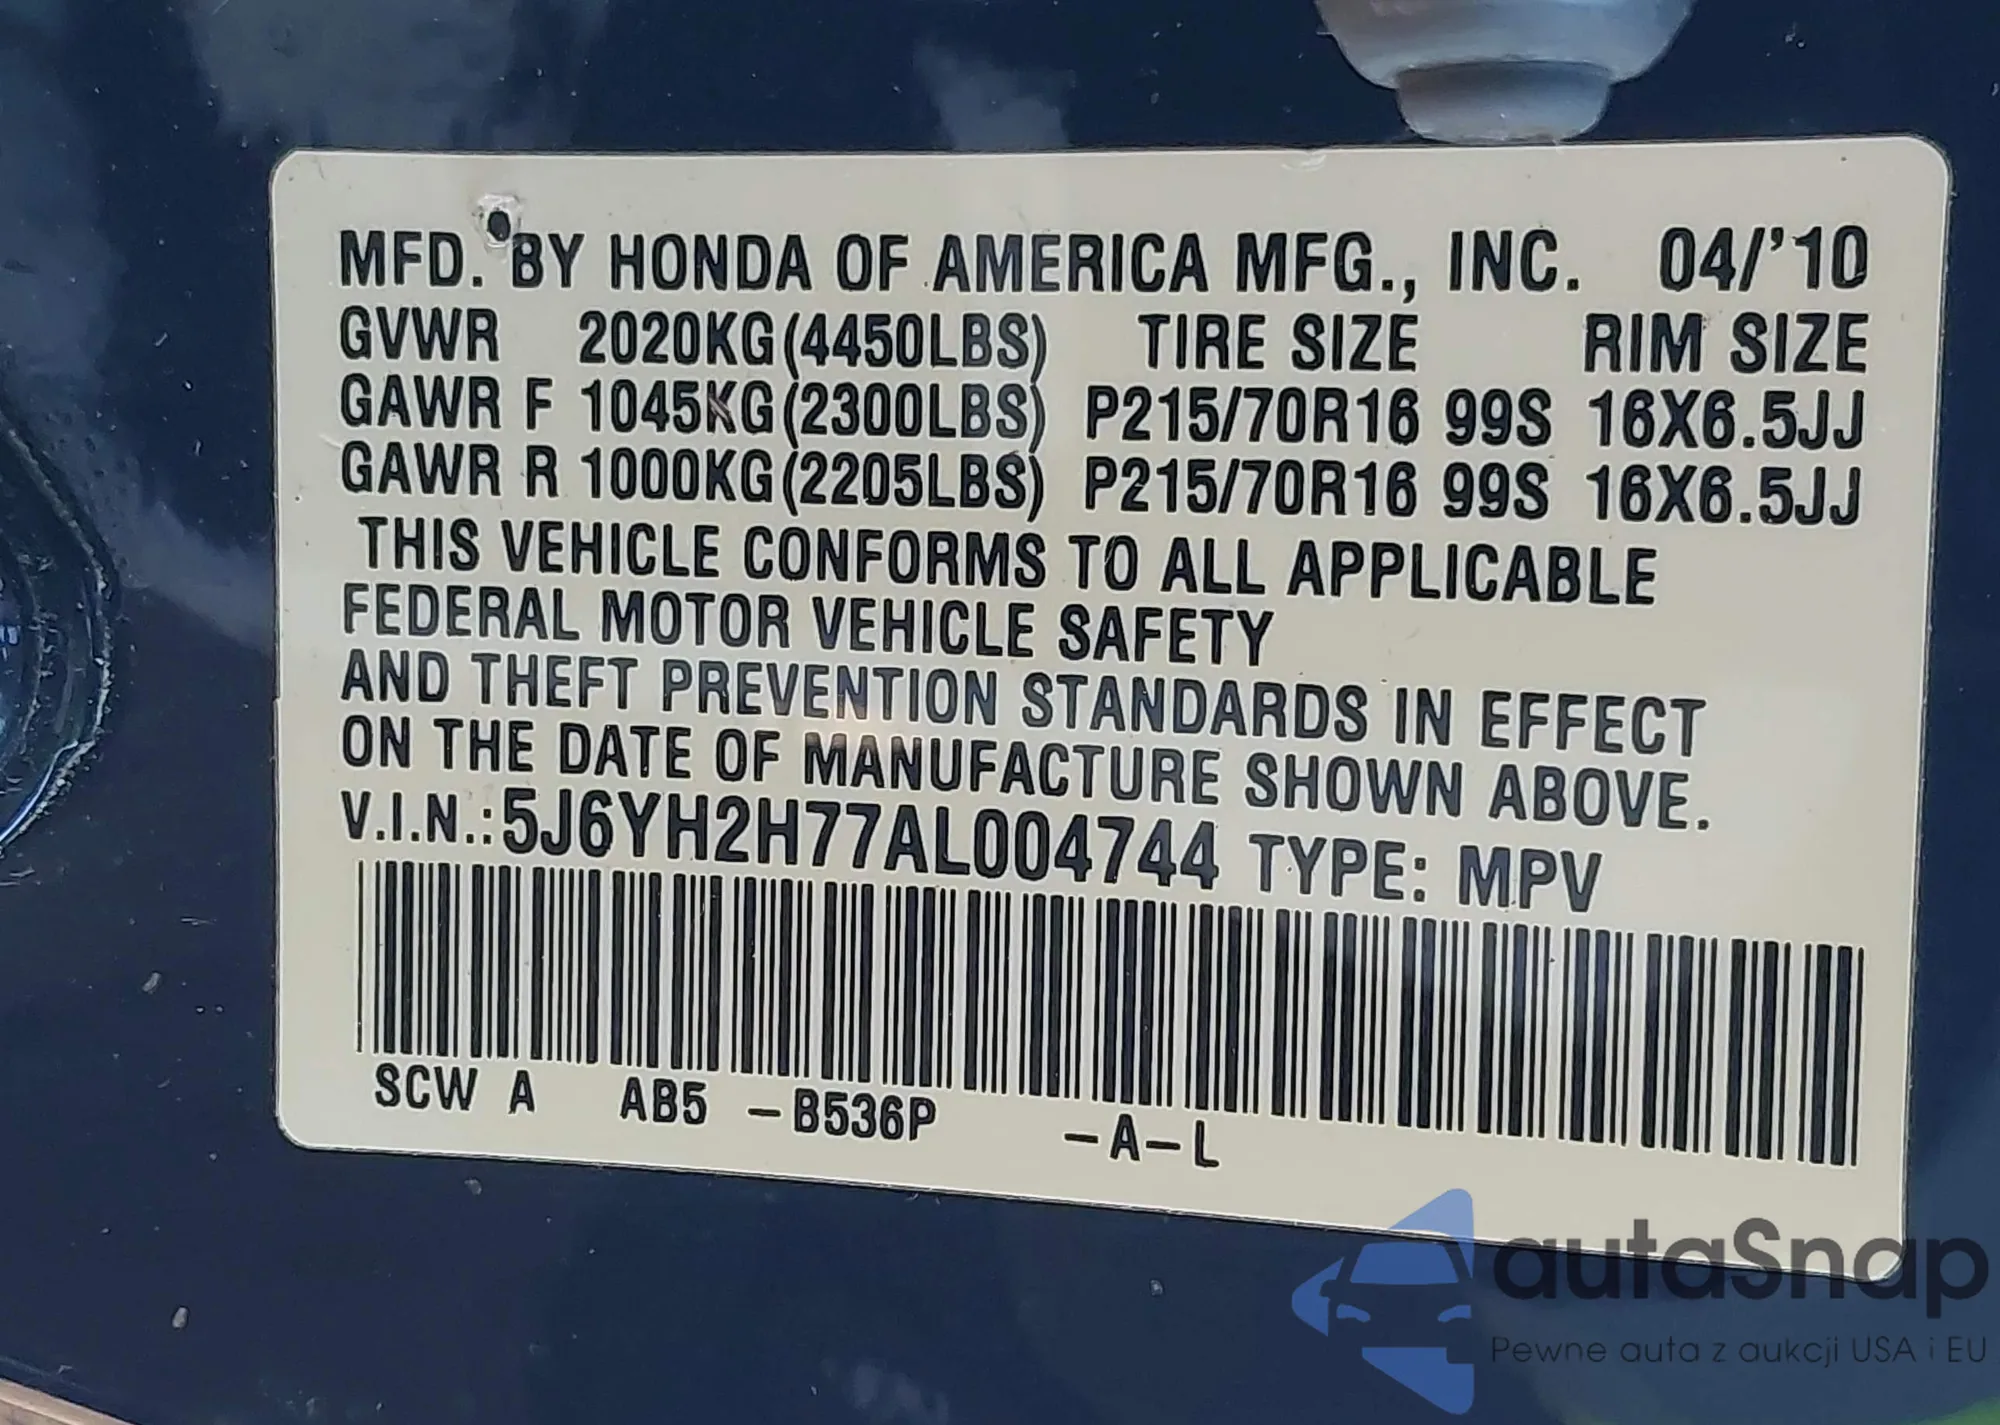 MFD. BY HONDA OF AMERICA MFG., INC. 04/'10
GVWR 2020KG(4450LBS) TIRE SIZE RIM SIZE
GAWR F 1045KG(2300LBS) P215/70R16 99S 16X6.5JJ
GAWR R 1000KG(2205LBS) P215/70R16 99S 16X6.5JJ
THIS VEHICLE CONFORMS TO ALL APPLICABLE
FEDERAL MOTOR VEHICLE SAFETY
AND THEFT PREVENTION STANDARDS IN EFFECT
ON THE DATE OF MANUFACTURE SHOWN ABOVE.
V.I.N.:5J6YH2H77AL004744 TYPE: MPV
SCW A AB5 -B536P -A-L
autaSnap
Pewne auta z aukcji USA i EU